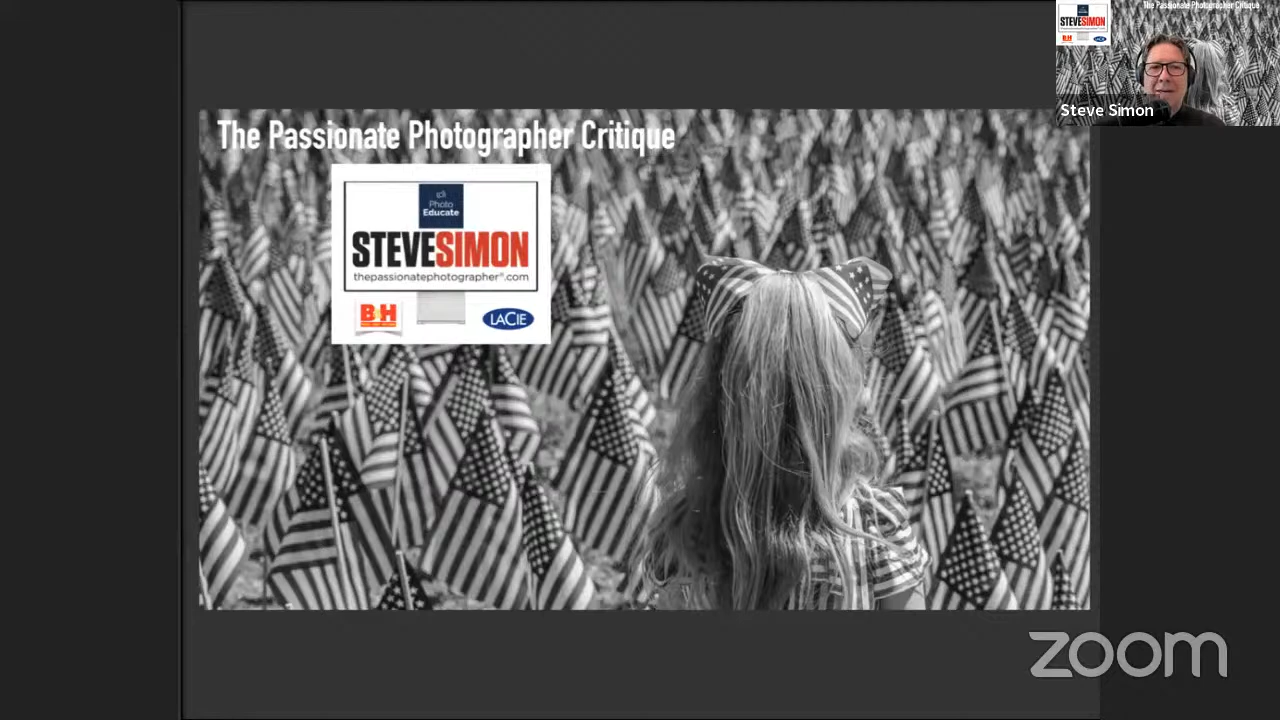 The Passionate Photographer Critique
Photo
Educate
STEVESIMON
thepassionatephotographer®.com
B&H
LACIE
The Passionate Photographer Critique
STEVESIMON
B&H
Steve Simon
zoom